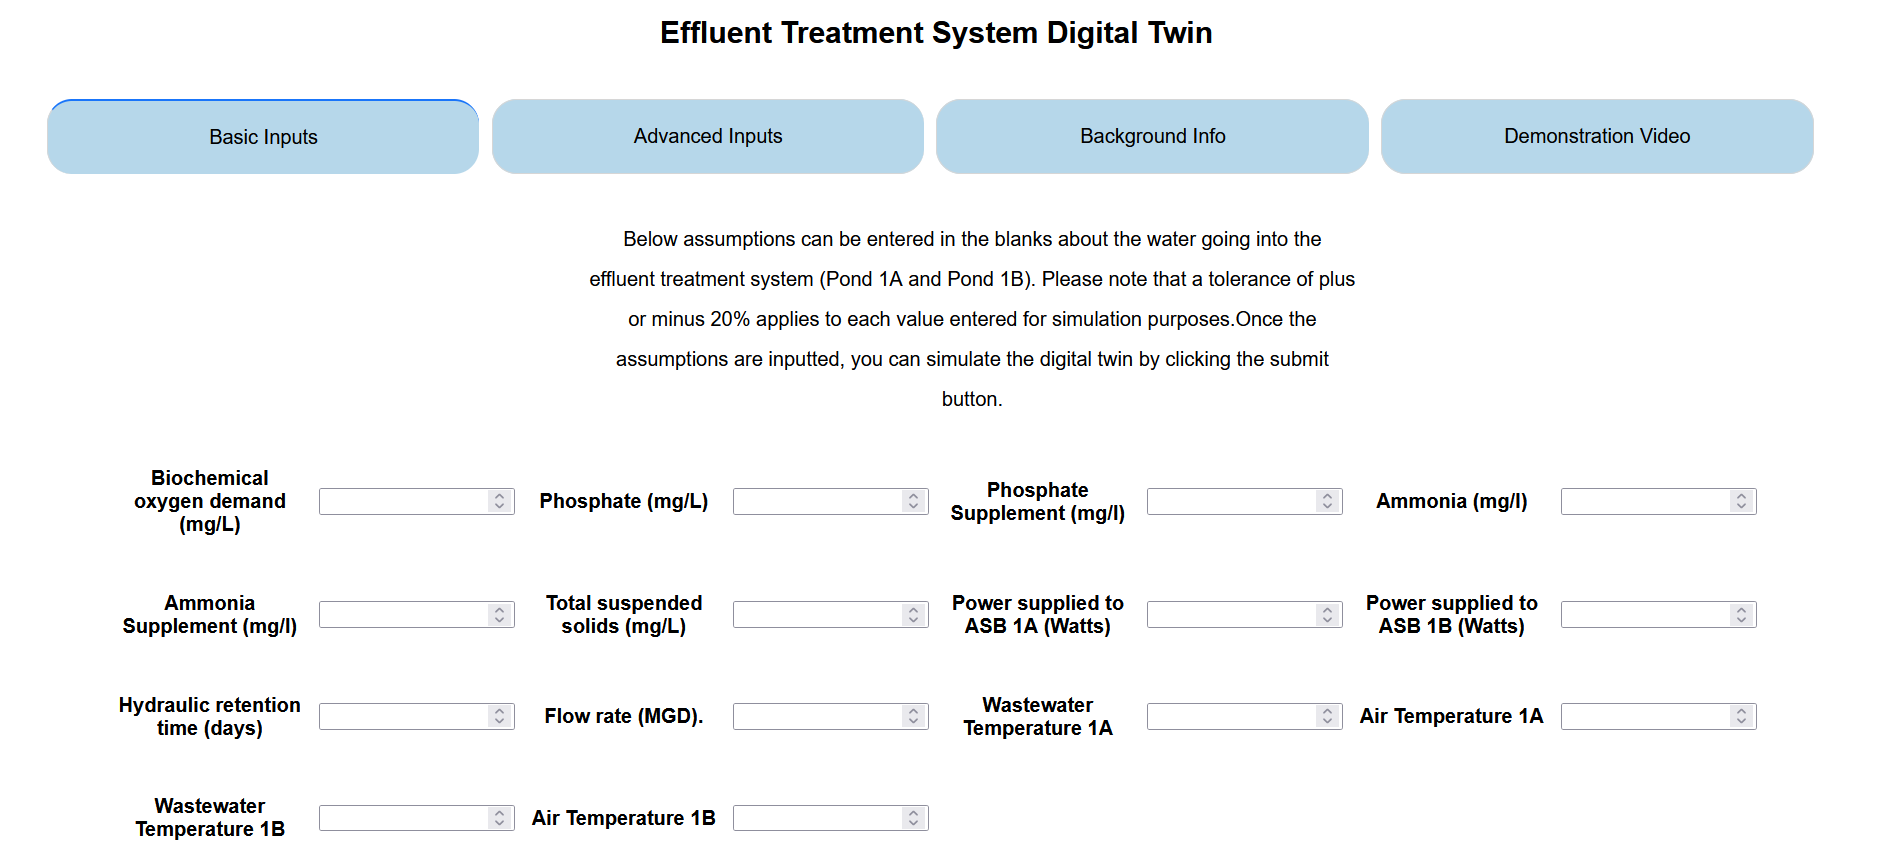 Effluent Treatment System Digital Twin
Basic Inputs
Advanced Inputs
Background Info
Demonstration Video
Below assumptions can be entered in the blanks about the water going into the
effluent treatment system (Pond 1A and Pond 1B). Please note that a tolerance of plus
or minus 20% applies to each value entered for simulation purposes.Once the
assumptions are inputted, you can simulate the digital twin by clicking the submit
button.
Biochemical
oxygen demand
(mg/L)
Phosphate (mg/L)
Phosphate
Supplement (mg/l)
Ammonia (mg/l)
Ammonia
Supplement (mg/l)
Total suspended
solids (mg/L)
Power supplied to
ASB 1A (Watts)
Power supplied to
ASB 1B (Watts)
Hydraulic retention
time (days)
Flow rate (MGD).
Wastewater
Temperature 1A
Air Temperature 1A
Wastewater
Temperature 1B
Air Temperature 1B